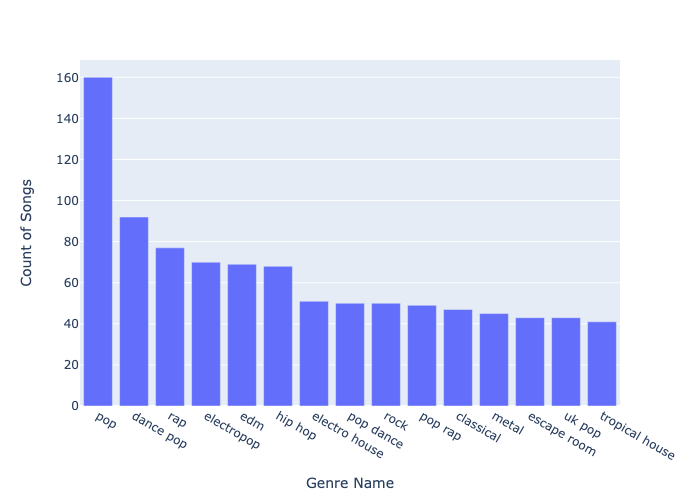 160
140
120
100
80
60
40
20
0
Count of Songs
pop
dance pop
rap
electropop
edm
hip hop
electro house
pop dance
rock
pop rap
classical
metal
escape room
uk pop
tropical house
Genre Name